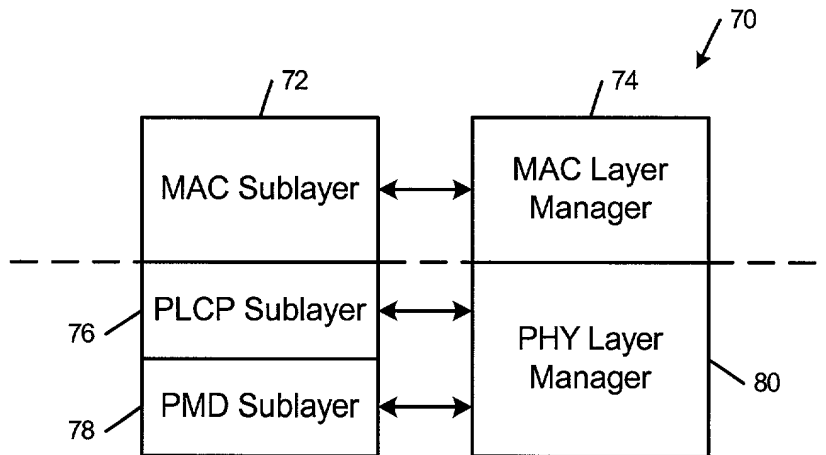 70
72
74
MAC Sublayer
MAC Layer
Manager
76
PLCP Sublayer
PHY Layer
Manager
80
78
PMD Sublayer